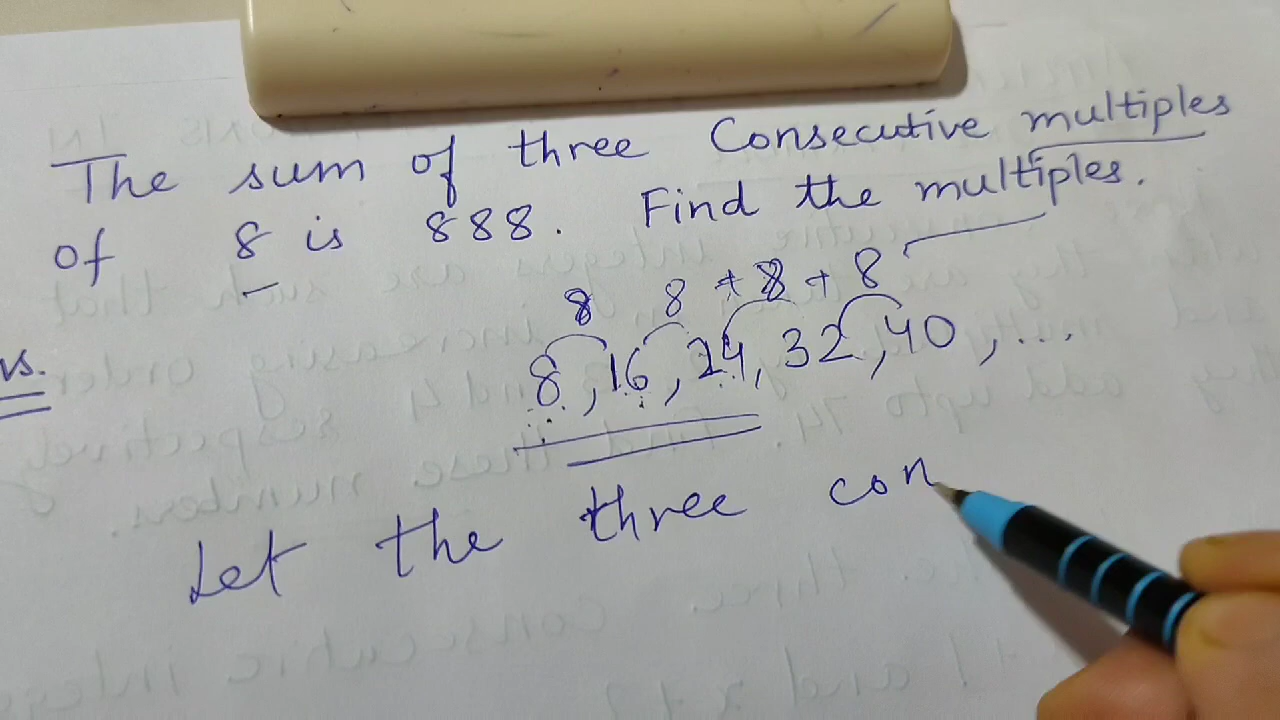 The sum of three Consecutive multiples
of 8 is 888. Find the multiples.
8 8 + 8 + 8
8, 16, 24, 32, 40, ...
Let the three con